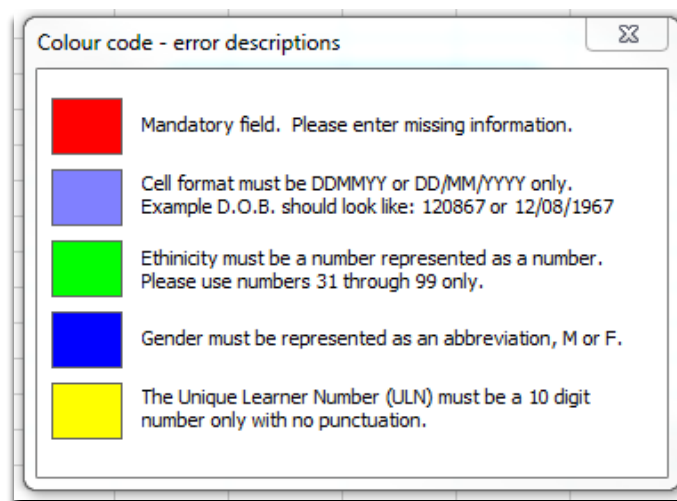 Colour code - error descriptions
Mandatory field.  Please enter missing information.
Cell format must be DDMMYY or DD/MM/YYYY only.
Example D.O.B. should look like: 120867 or 12/08/1967
Ethinicity must be a number represented as a number.
Please use numbers 31 through 99 only.
Gender must be represented as an abbreviation, M or F.
The Unique Learner Number (ULN) must be a 10 digit
number only with no punctuation.